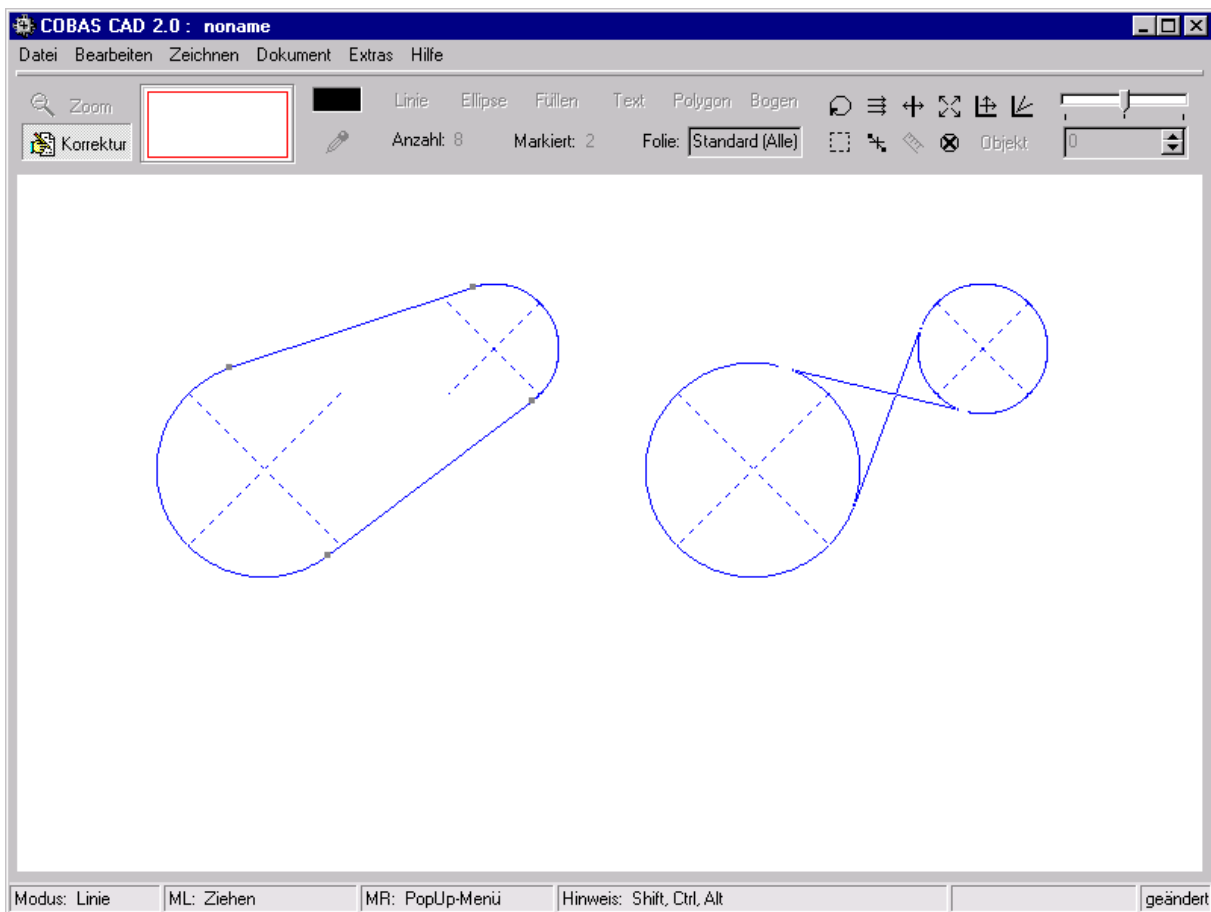 COBAS CAD 2.0 : noname
Datei Bearbeiten Zeichnen Dokument Extras Hilfe
Zoom Linie Ellipse Füllen Text Polygon Bogen
Korrektur Anzahl: 8 Markiert: 2 Folie: Standard (Alle) Objekt 0
Modus: Linie ML: Ziehen MR: PopUp-Menü Hinweis: Shift, Ctrl, Alt geändert